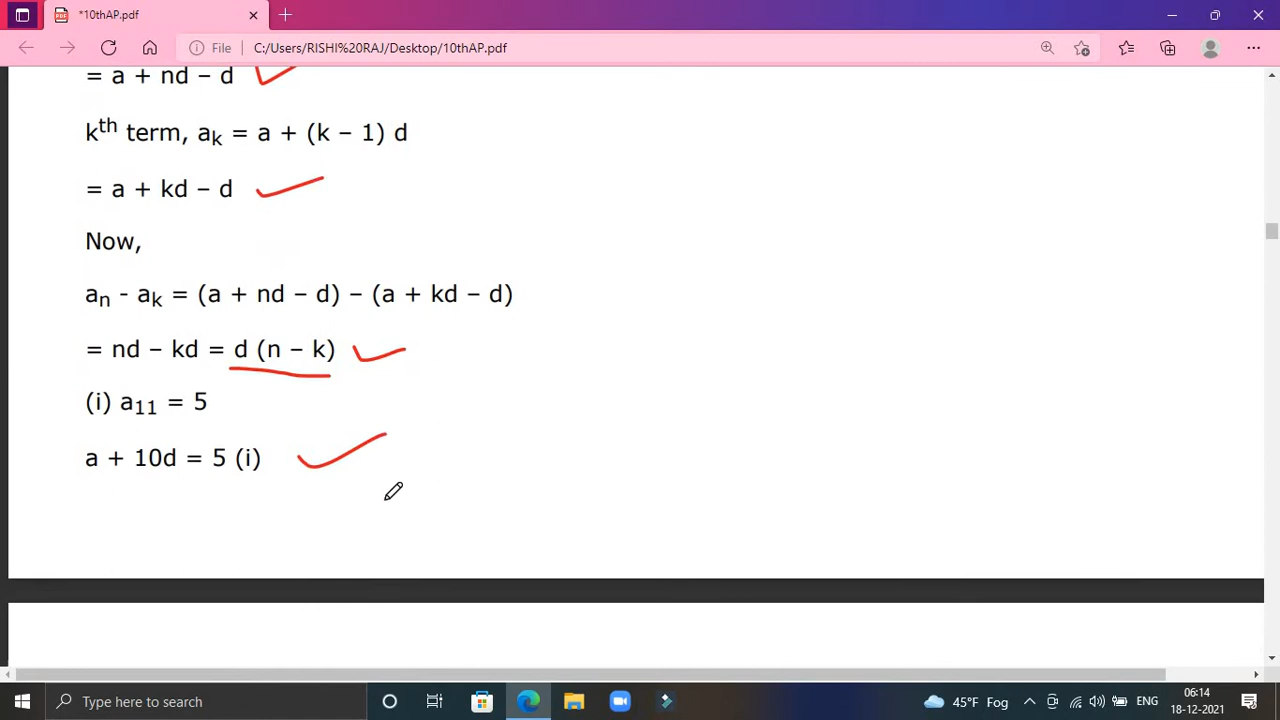 *10thAP.pdf
File C:/Users/RISHI%20RAJ/Desktop/10thAP.pdf
= a + nd – d
kth term, ak = a + (k – 1) d
= a + kd – d
Now,
an - ak = (a + nd – d) – (a + kd – d)
= nd – kd = d (n – k)
(i) a11 = 5
a + 10d = 5 (i)
Type here to search
45°F Fog
ENG
06:14
18-12-2021